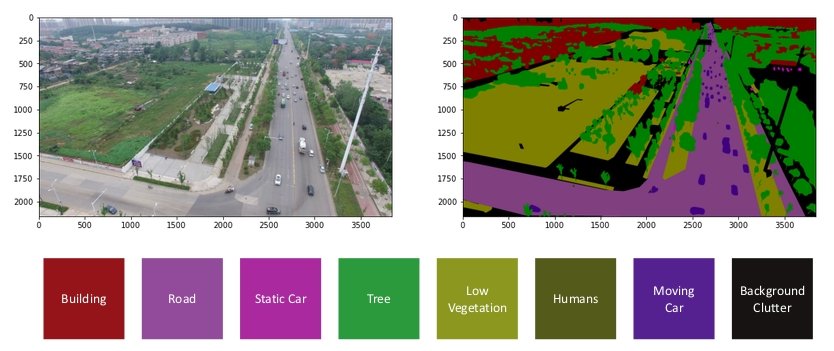 0
250
500
750
1000
1250
1500
1750
2000
0 500 1000 1500 2000 2500 3000 3500
0
250
500
750
1000
1250
1500
1750
2000
0 500 1000 1500 2000 2500 3000 3500
Building
Road
Static Car
Tree
Low
Vegetation
Humans
Moving
Car
Background
Clutter